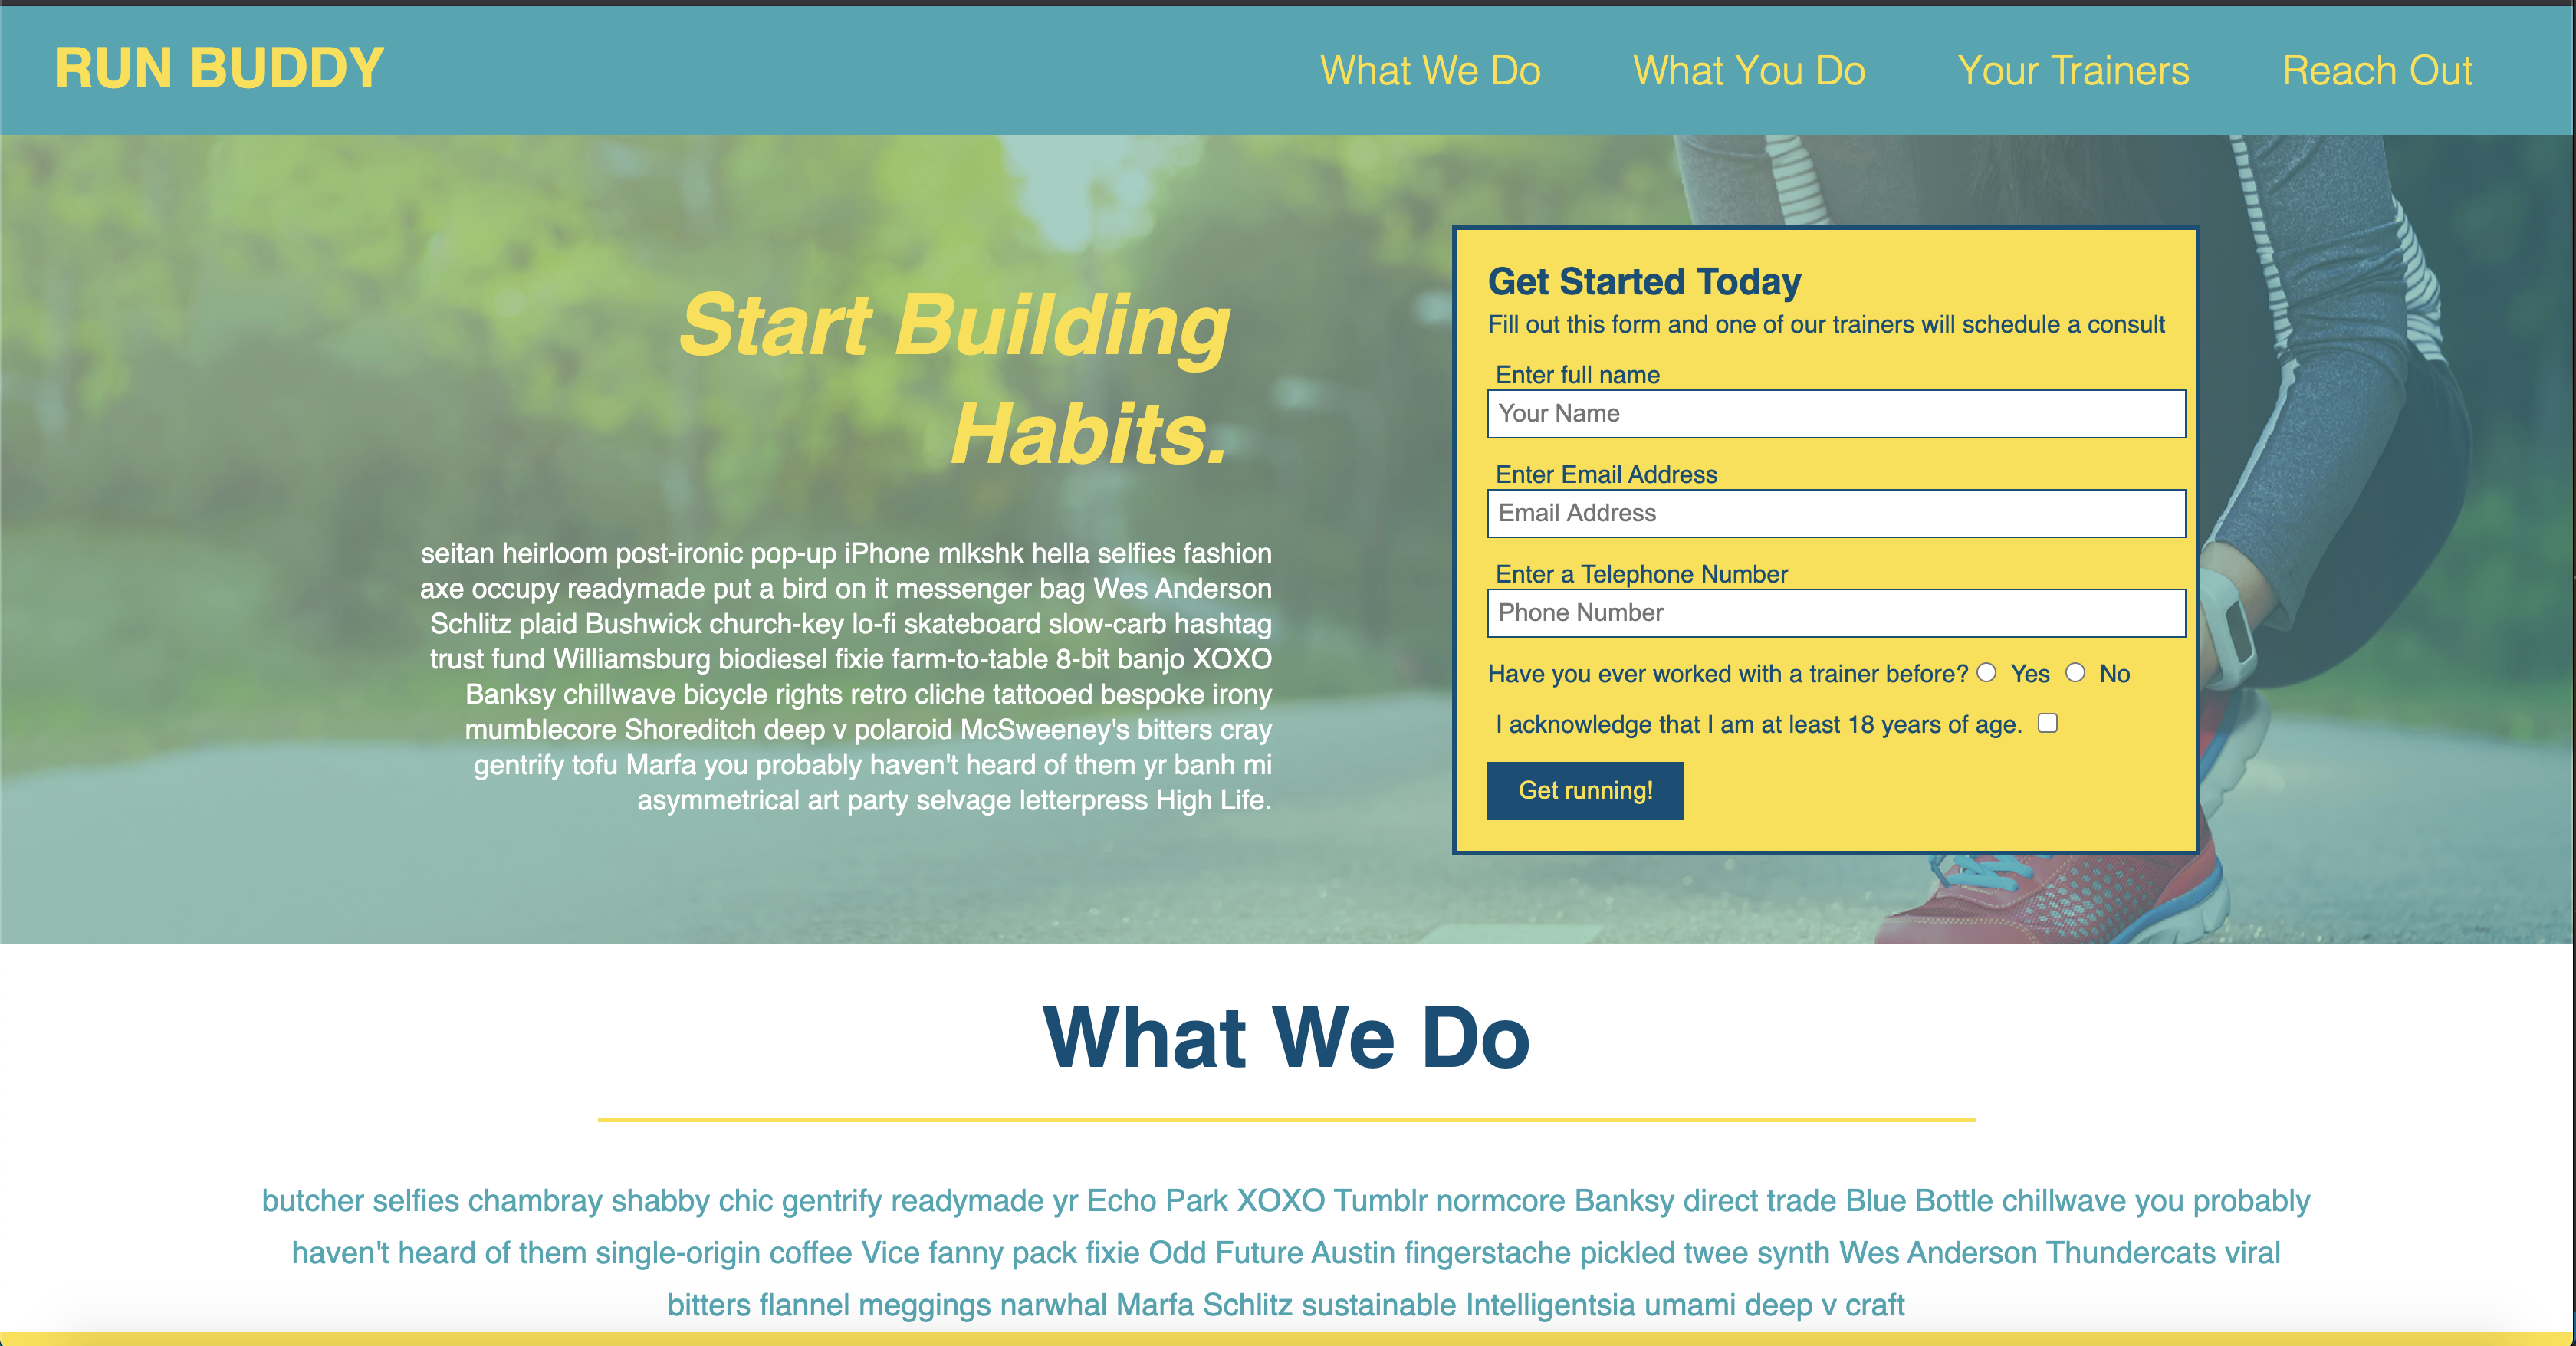 RUN BUDDY
What We Do
What You Do
Your Trainers
Reach Out
Start Building
Habits.
seitan heirloom post-ironic pop-up iPhone mlkshk hella selfies fashion
axe occupy readymade put a bird on it messenger bag Wes Anderson
Schlitz plaid Bushwick church-key lo-fi skateboard slow-carb hashtag
trust fund Williamsburg biodiesel fixie farm-to-table 8-bit banjo XOXO
Banksy chillwave bicycle rights retro cliche tattooed bespoke irony
mumblecore Shoreditch deep v polaroid McSweeney's bitters cray
gentrify tofu Marfa you probably haven't heard of them yr banh mi
asymmetrical art party selvage letterpress High Life.
Get Started Today
Fill out this form and one of our trainers will schedule a consult
Enter full name
Your Name
Enter Email Address
Email Address
Enter a Telephone Number
Phone Number
Have you ever worked with a trainer before? Yes No
I acknowledge that I am at least 18 years of age.
Get running!
What We Do
butcher selfies chambray shabby chic gentrify readymade yr Echo Park XOXO Tumblr normcore Banksy direct trade Blue Bottle chillwave you probably
haven't heard of them single-origin coffee Vice fanny pack fixie Odd Future Austin fingerstache pickled twee synth Wes Anderson Thundercats viral
bitters flannel meggings narwhal Marfa Schlitz sustainable Intelligentsia umami deep v craft